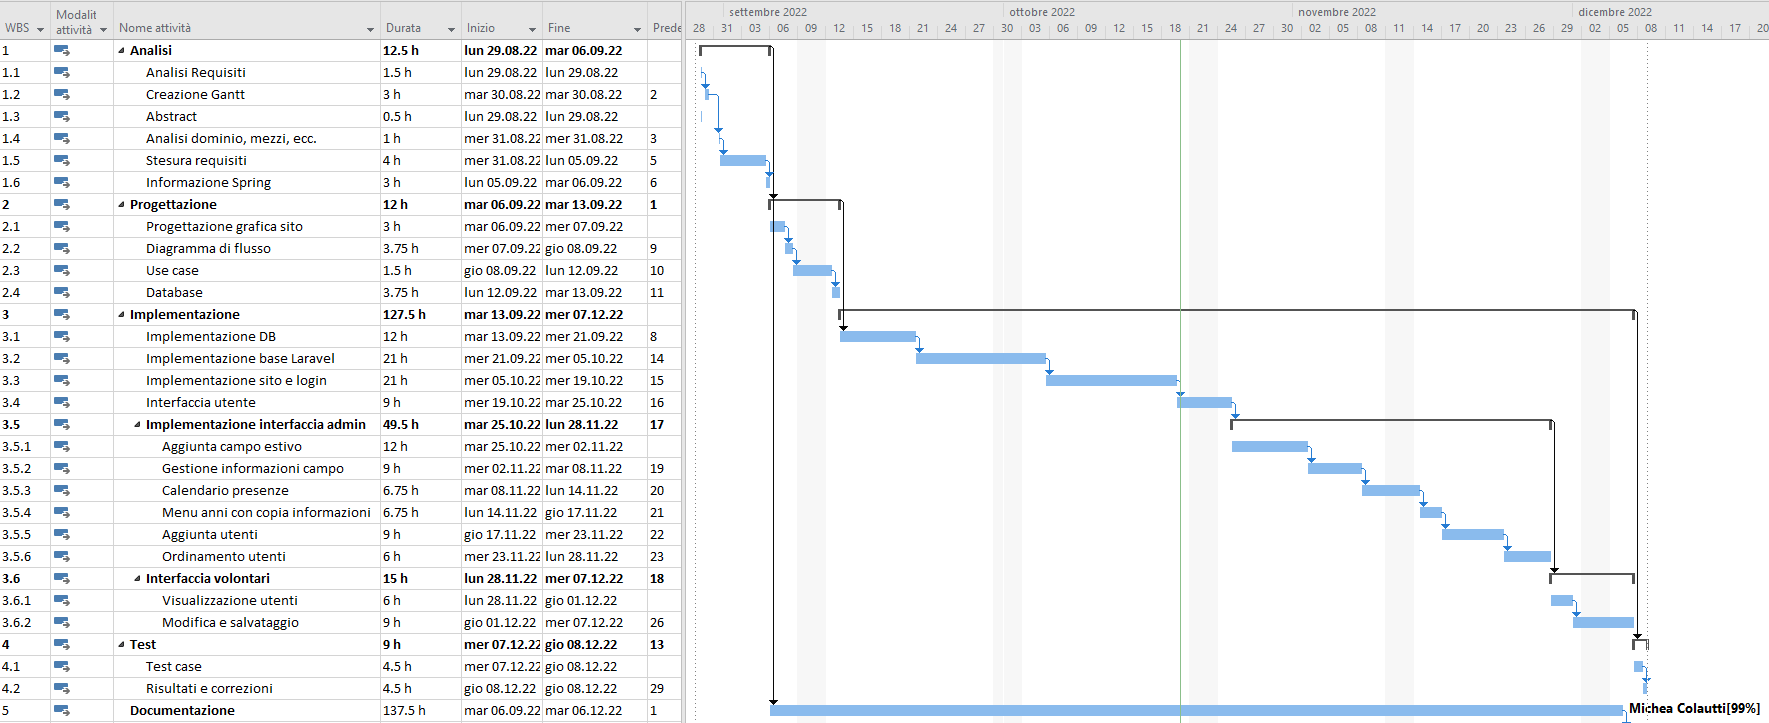 settembre 2022 ottobre 2022 novembre 2022 dicembre 2022
WBS Modalit attività Nome attività Durata Inizio Fine Prede 28 31 03 06 09 12 15 18 21 24 27 30 03 06 09 12 15 18 21 24 27 30 02 05 08 11 14 17 20 23 26 29 02 05 08 11 14 17 20
1 Analisi 12.5 h lun 29.08.22 mar 06.09.22
1.1 Analisi Requisiti 1.5 h lun 29.08.22 lun 29.08.22
1.2 Creazione Gantt 3 h mar 30.08.22 mar 30.08.22 2
1.3 Abstract 0.5 h lun 29.08.22 lun 29.08.22
1.4 Analisi dominio, mezzi, ecc. 1 h mer 31.08.22 mer 31.08.22 3
1.5 Stesura requisiti 4 h mer 31.08.22 lun 05.09.22 5
1.6 Informazione Spring 3 h lun 05.09.22 mar 06.09.22 6
2 Progettazione 12 h mar 06.09.22 mar 13.09.22 1
2.1 Progettazione grafica sito 3 h mar 06.09.22 mer 07.09.22
2.2 Diagramma di flusso 3.75 h mer 07.09.22 gio 08.09.22 9
2.3 Use case 1.5 h gio 08.09.22 lun 12.09.22 10
2.4 Database 3.75 h lun 12.09.22 mar 13.09.22 11
3 Implementazione 127.5 h mar 13.09.22 mer 07.12.22
3.1 Implementazione DB 12 h mar 13.09.22 mer 21.09.22 8
3.2 Implementazione base Laravel 21 h mer 21.09.22 mer 05.10.22 14
3.3 Implementazione sito e login 21 h mer 05.10.22 mer 19.10.22 15
3.4 Interfaccia utente 9 h mer 19.10.22 mar 25.10.22 16
3.5 Implementazione interfaccia admin 49.5 h mar 25.10.22 lun 28.11.22 17
3.5.1 Aggiunta campo estivo 12 h mar 25.10.22 mer 02.11.22
3.5.2 Gestione informazioni campo 9 h mer 02.11.22 mar 08.11.22 19
3.5.3 Calendario presenze 6.75 h mar 08.11.22 lun 14.11.22 20
3.5.4 Menu anni con copia informazioni 6.75 h lun 14.11.22 gio 17.11.22 21
3.5.5 Aggiunta utenti 9 h gio 17.11.22 mer 23.11.22 22
3.5.6 Ordinamento utenti 6 h mer 23.11.22 lun 28.11.22 23
3.6 Interfaccia volontari 15 h lun 28.11.22 mer 07.12.22 18
3.6.1 Visualizzazione utenti 6 h lun 28.11.22 gio 01.12.22
3.6.2 Modifica e salvataggio 9 h gio 01.12.22 mer 07.12.22 26
4 Test 9 h mer 07.12.22 gio 08.12.22 13
4.1 Test case 4.5 h mer 07.12.22 gio 08.12.22
4.2 Risultati e correzioni 4.5 h gio 08.12.22 gio 08.12.22 29
5 Documentazione 137.5 h mar 06.09.22 mar 06.12.22 1 Michea Colautti[99%]